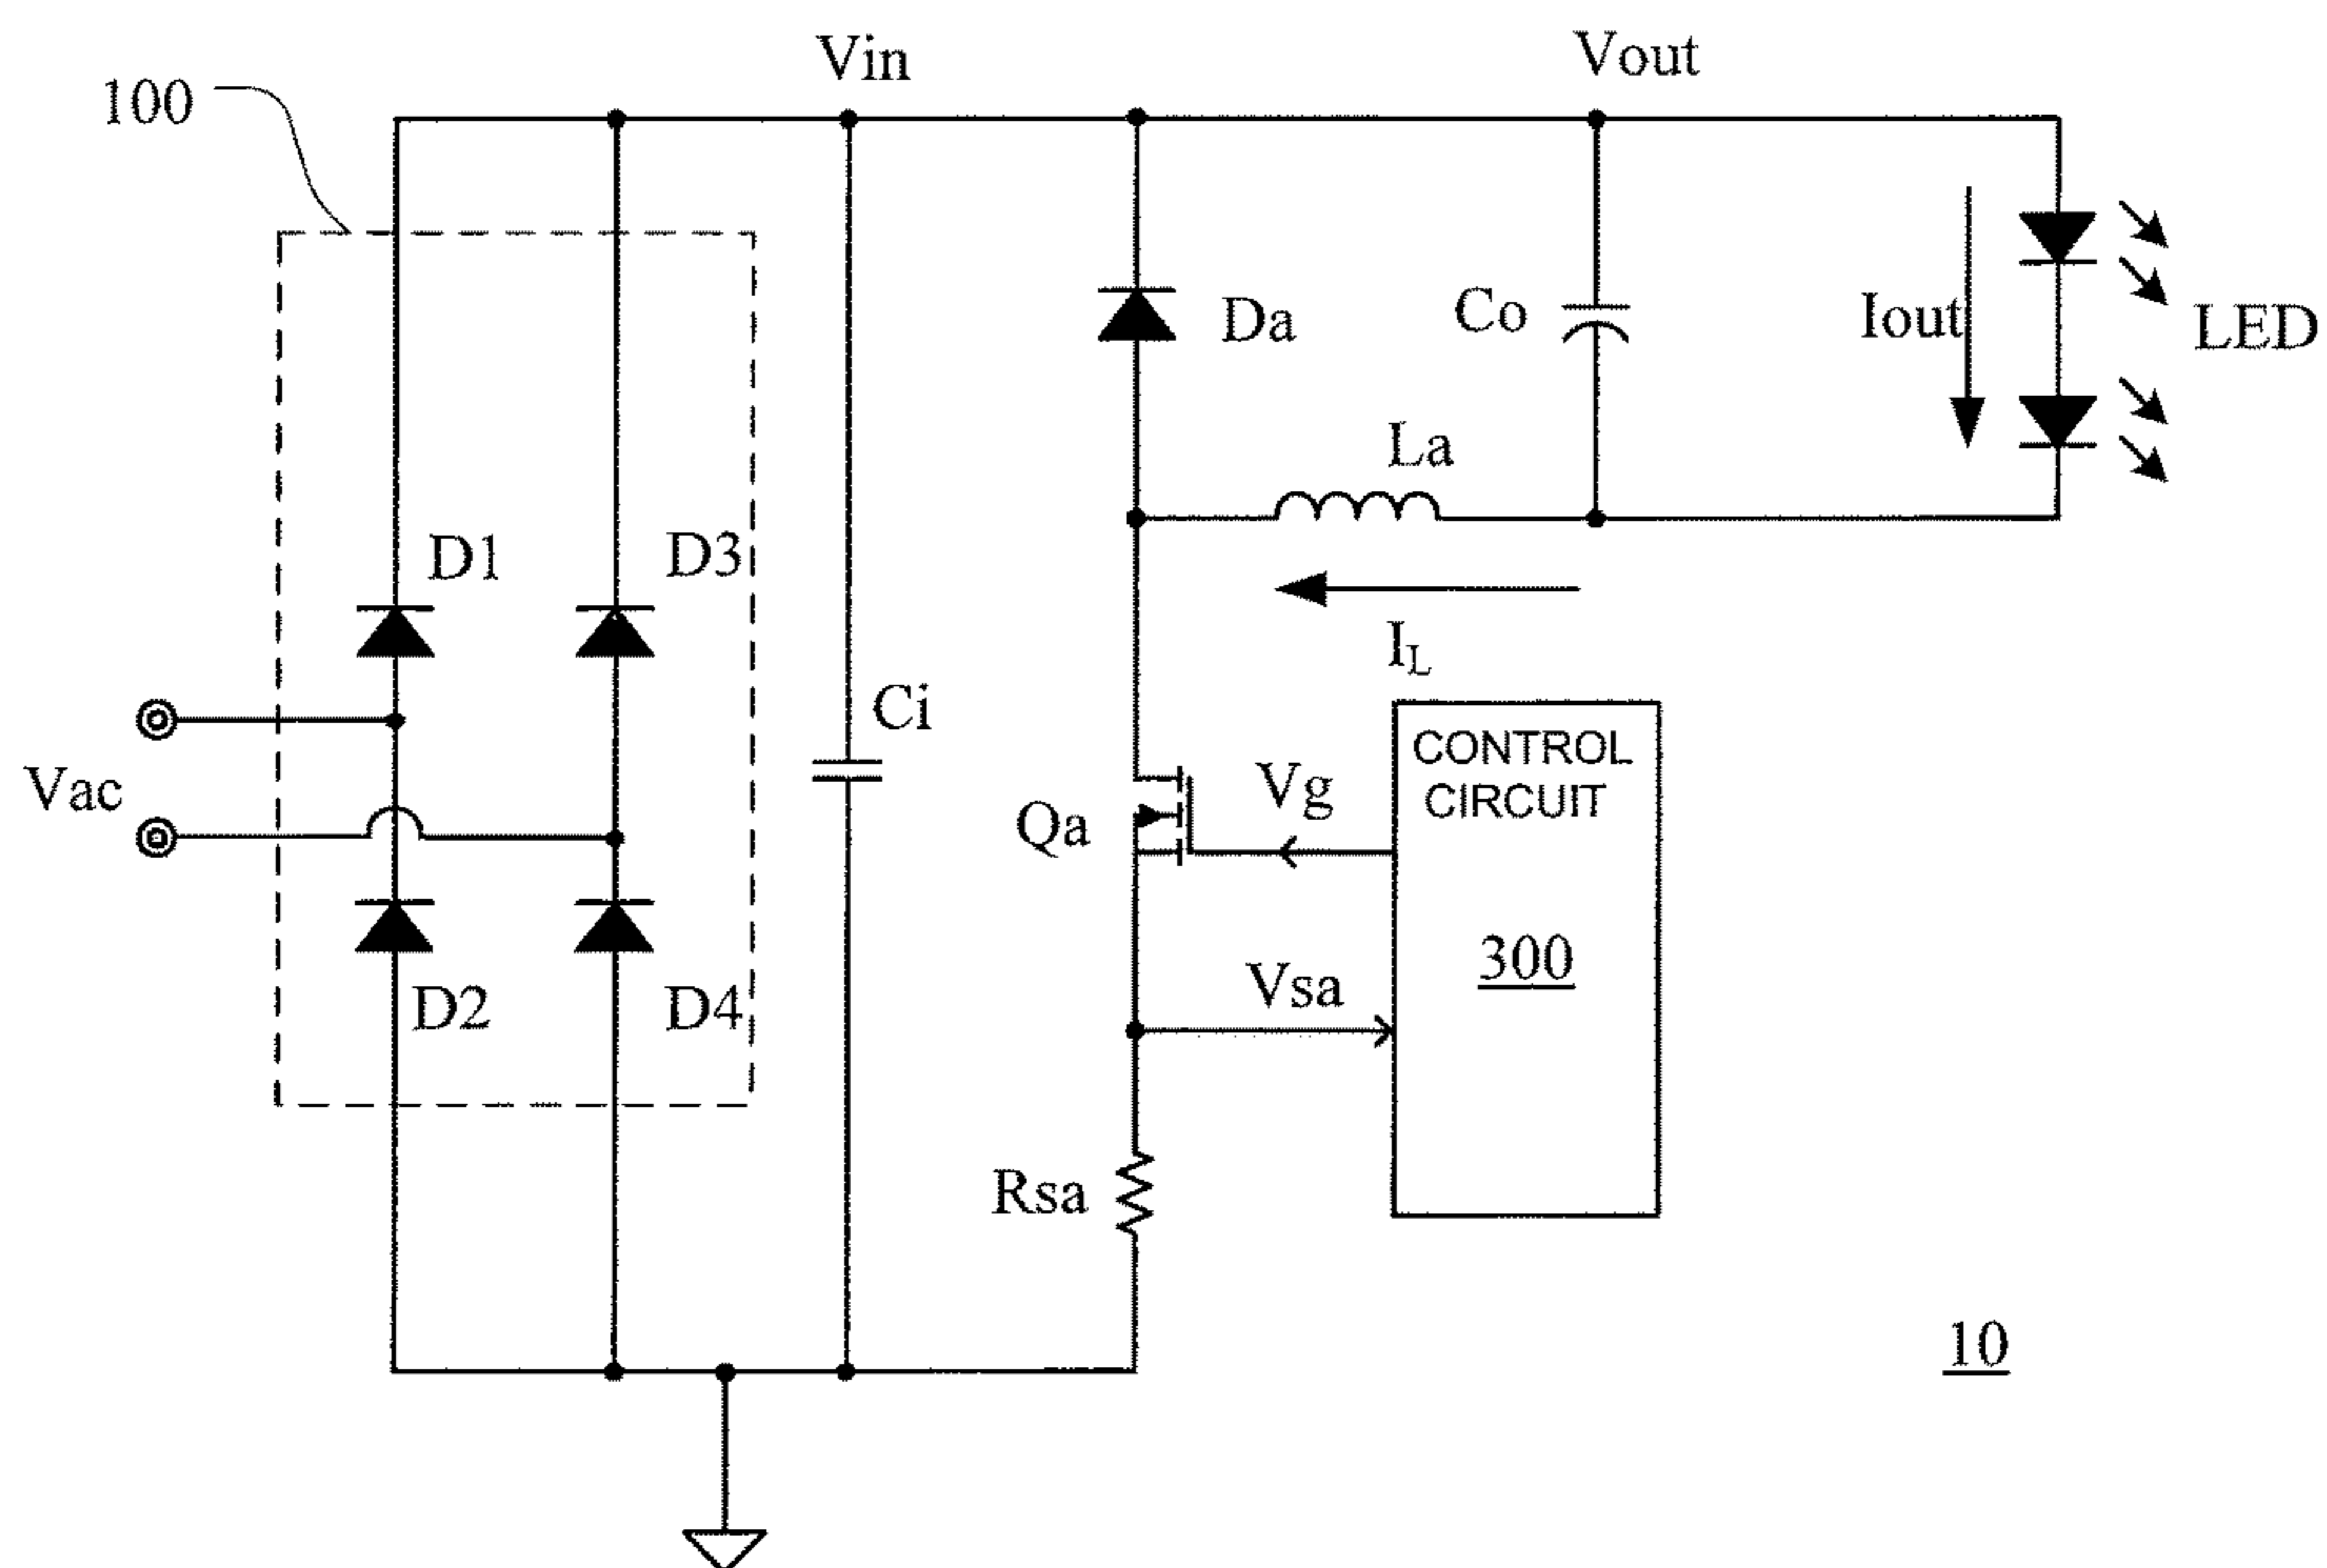 Vin
Vout
100
Da
Co
Iout
LED
La
D1
D3
I_L
Ci
Vac
Qa
Vg
CONTROL
CIRCUIT
300
Vsa
D2
D4
Rsa
10